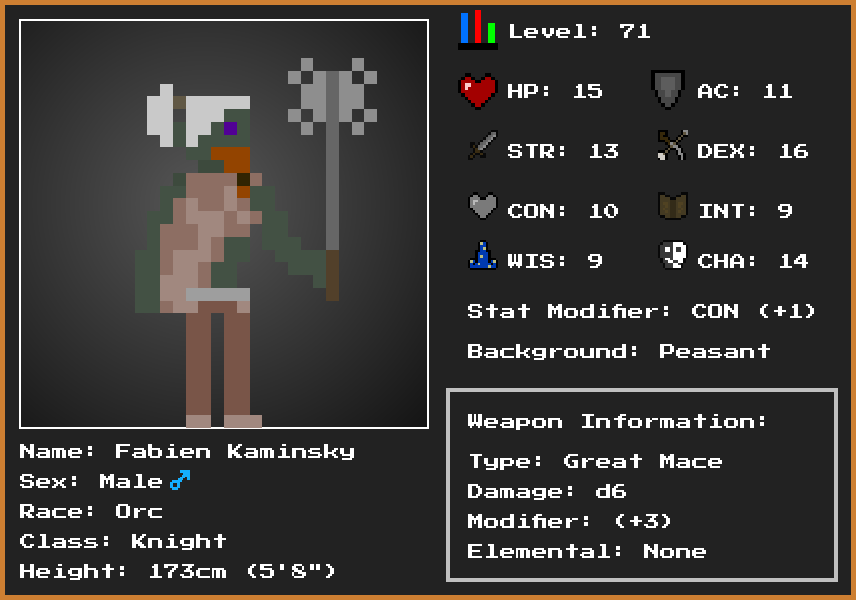 Level: 71
HP: 15
AC: 11
STR: 13
DEX: 16
CON: 10
INT: 9
WIS: 9
CHA: 14
Stat Modifier: CON (+1)
Background: Peasant
Weapon Information:
Type: Great Mace
Damage: d6
Modifier: (+3)
Elemental: None
Name: Fabien Kaminsky
Sex: Male ♂
Race: Orc
Class: Knight
Height: 173cm (5'8")